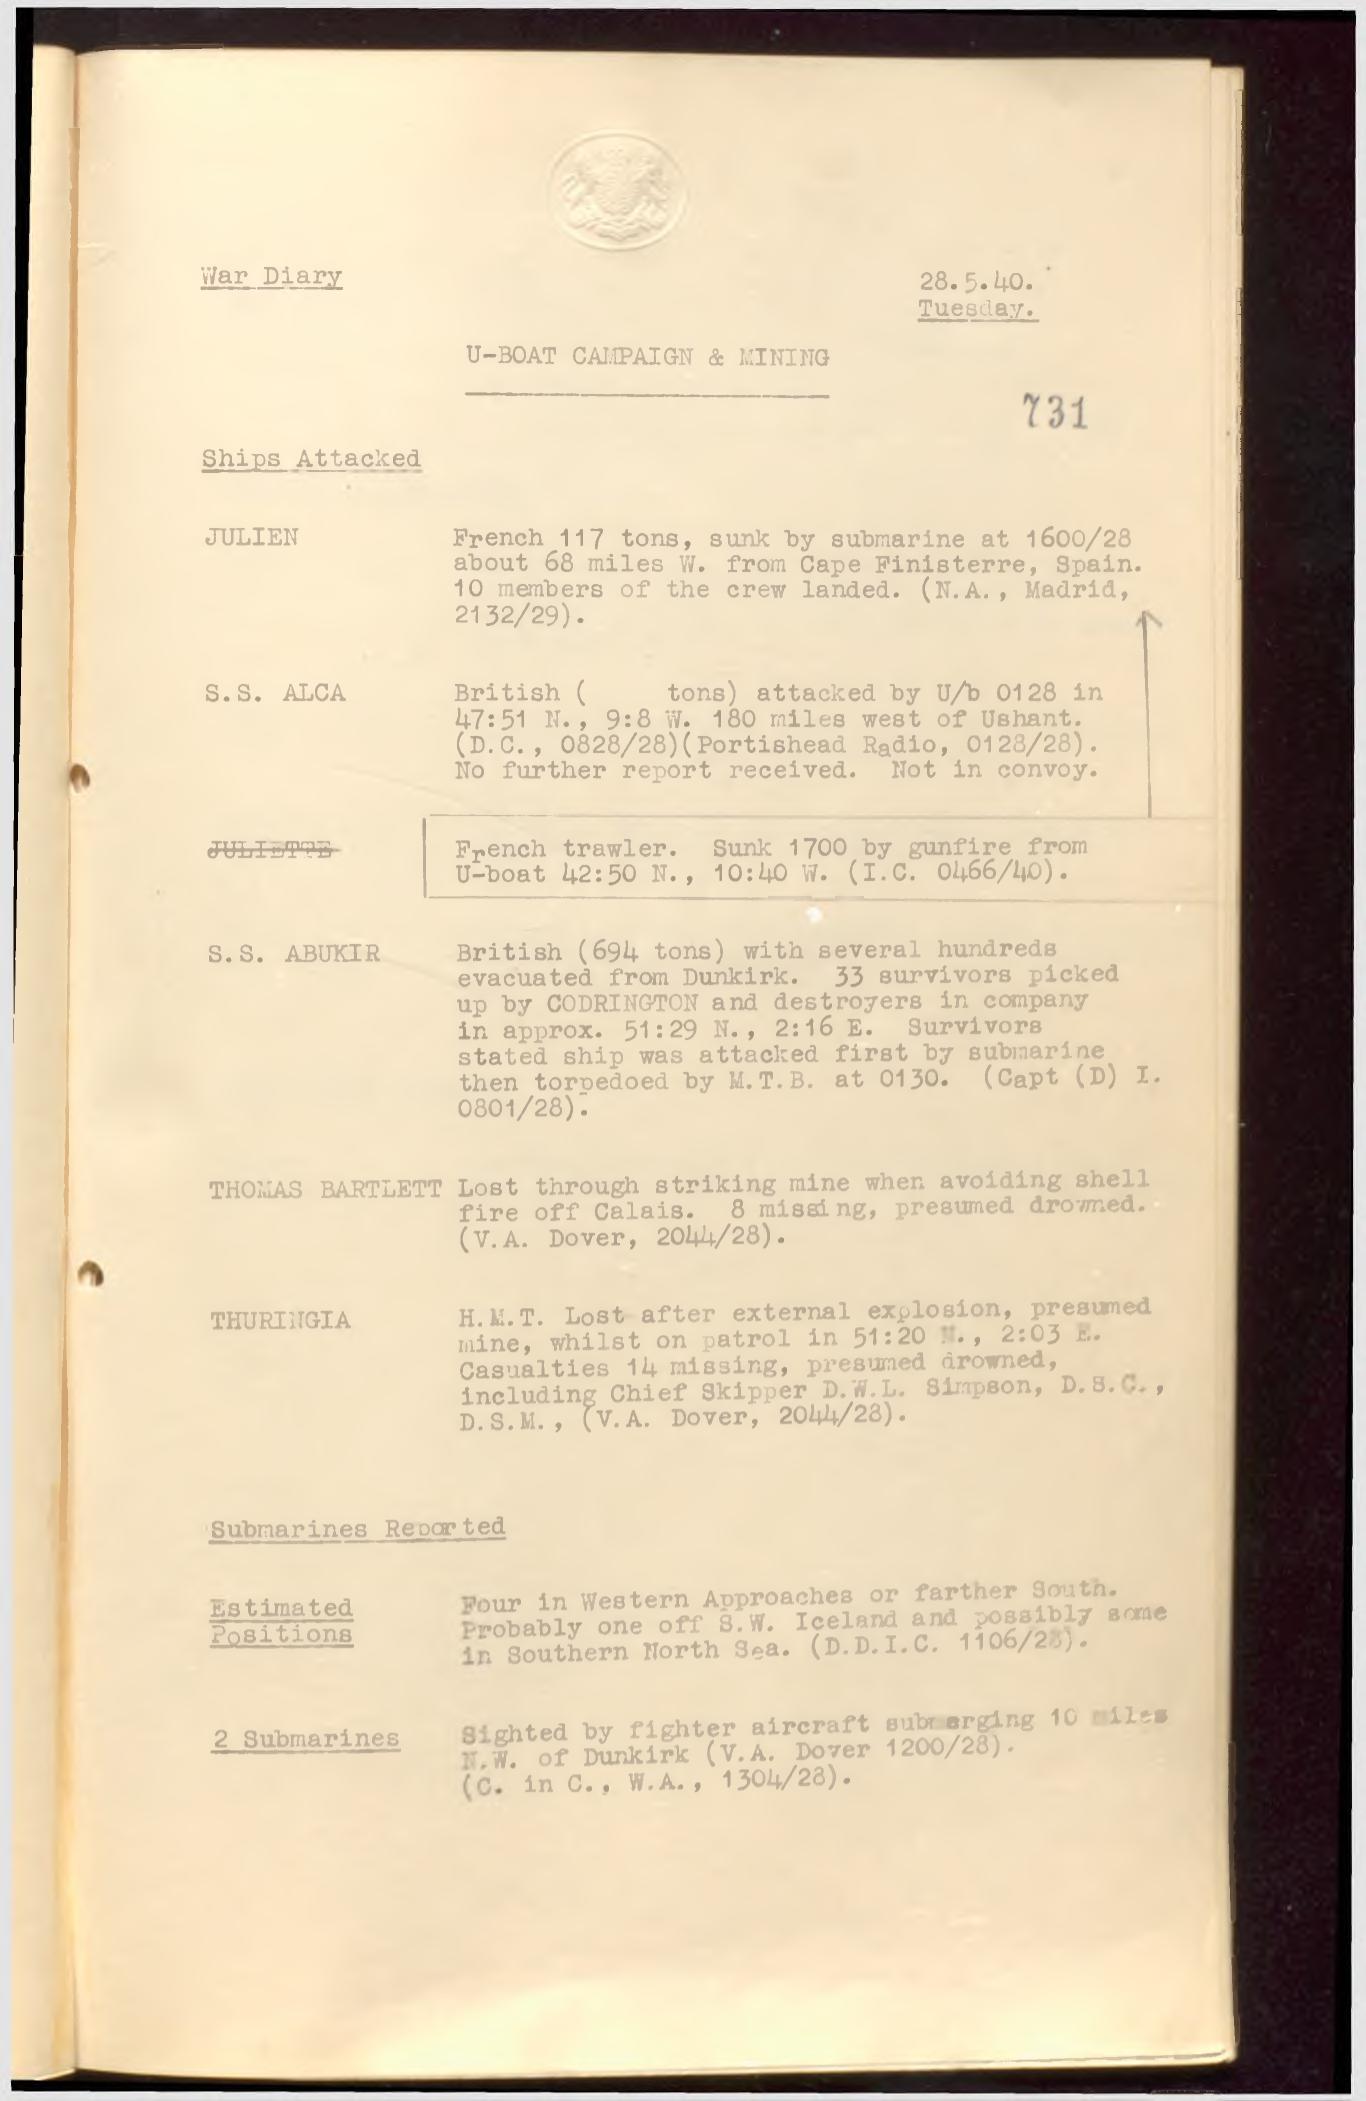 War Diary
28.5.40.
Tuesday.
U-BOAT CAMPAIGN & MINING
731
Ships Attacked
JULIEN French 117 tons, sunk by submarine at 1600/28
about 68 miles W. from Cape Finisterre, Spain.
10 members of the crew landed. (N.A., Madrid,
2132/29).
S.S. ALCA British ( tons) attacked by U/b 0128 in
47:51 N., 9:8 W. 180 miles west of Ushant.
(D.C., 0828/28)(Portishead Radio, 0128/28).
No further report received. Not in convoy.
JULIETTE French trawler. Sunk 1700 by gunfire from
U-boat 42:50 N., 10:40 W. (I.C. 0466/40).
S.S. ABUKIR British (694 tons) with several hundreds
evacuated from Dunkirk. 33 survivors picked
up by CODRINGTON and destroyers in company
in approx. 51:29 N., 2:16 E. Survivors
stated ship was attacked first by submarine
then torpedoed by M.T.B. at 0130. (Capt (D) I.
0801/28).
THOMAS BARTLETT Lost through striking mine when avoiding shell
fire off Calais. 8 missing, presumed drowned.
(V.A. Dover, 2044/28).
THURINGIA H.M.T. Lost after external explosion, presumed
mine, whilst on patrol in 51:20 N., 2:03 E.
Casualties 14 missing, presumed drowned,
including Chief Skipper D.W.L. Simpson, D.S.C.,
D.S.M., (V.A. Dover, 2044/28).
Submarines Reported
Estimated Four in Western Approaches or farther South.
Positions Probably one off S.W. Iceland and possibly some
in Southern North Sea. (D.D.I.C. 1106/28).
2 Submarines Sighted by fighter aircraft submerging 10 miles
N.W. of Dunkirk (V.A. Dover 1200/28).
(C. in C., W.A., 1304/28).